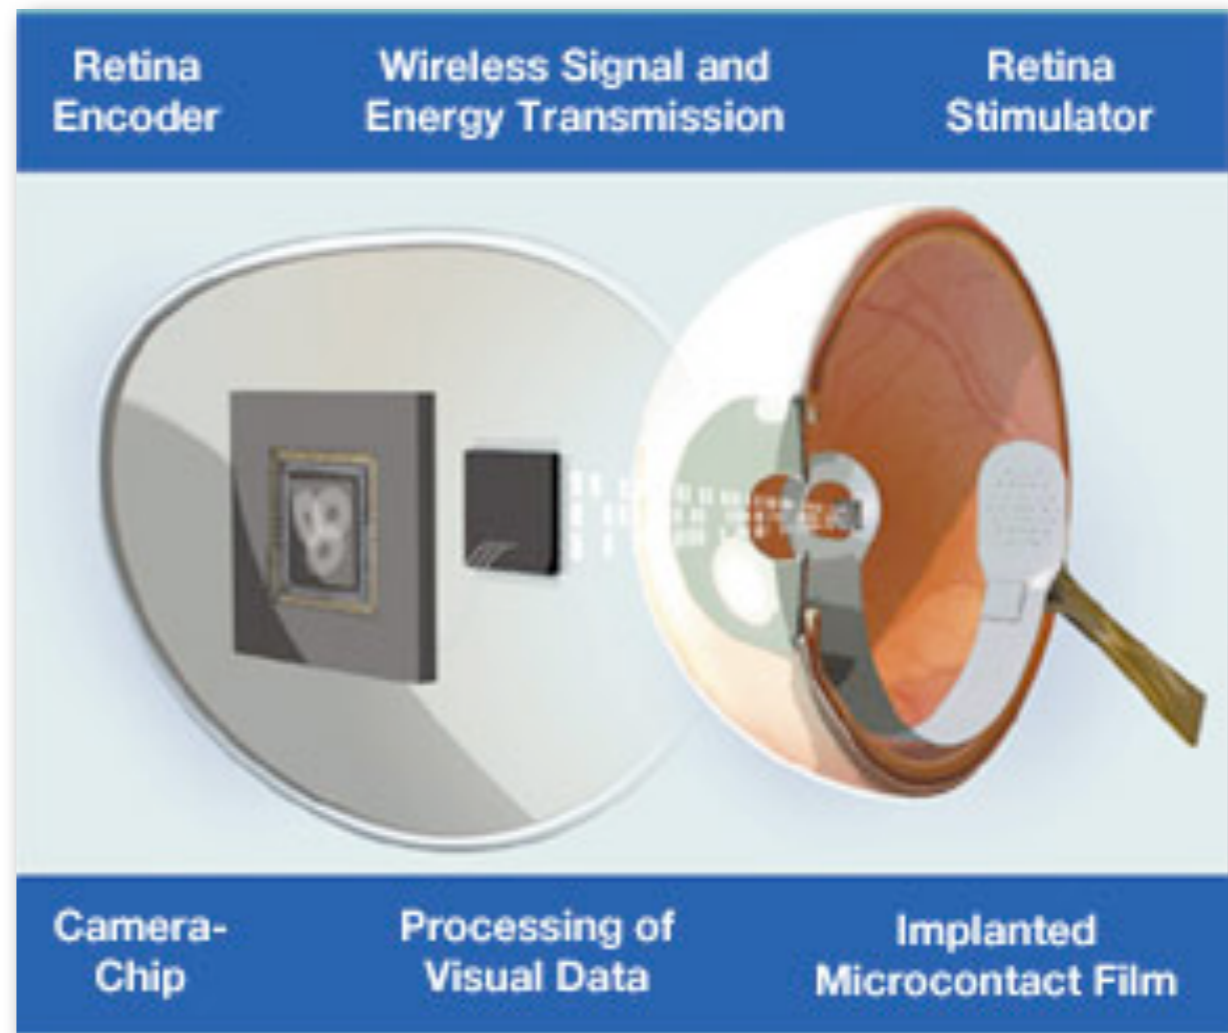 Retina
Encoder
Wireless Signal and
Energy Transmission
Retina
Stimulator
Camera-
Chip
Processing of
Visual Data
Implanted
Microcontact Film